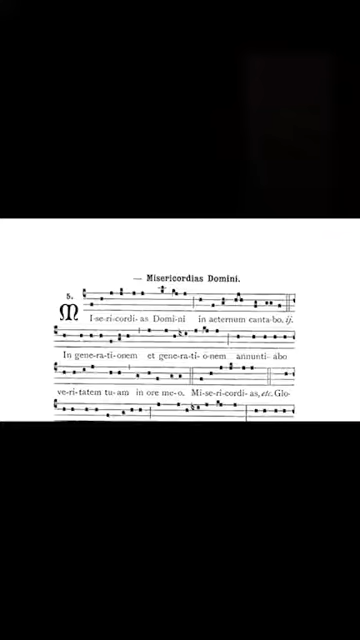 — Misericordias Domini.
5.
MI-se-ri-cordi- as Domi-ni in aeternum canta-bo, ij.
In gene-ra-ti-onem et gene-ra-ti- o-nem annunti- abo
ve-ri-tatem tu-am in ore me-o. Mi-se-ri-cordi- as, etc. Glo-